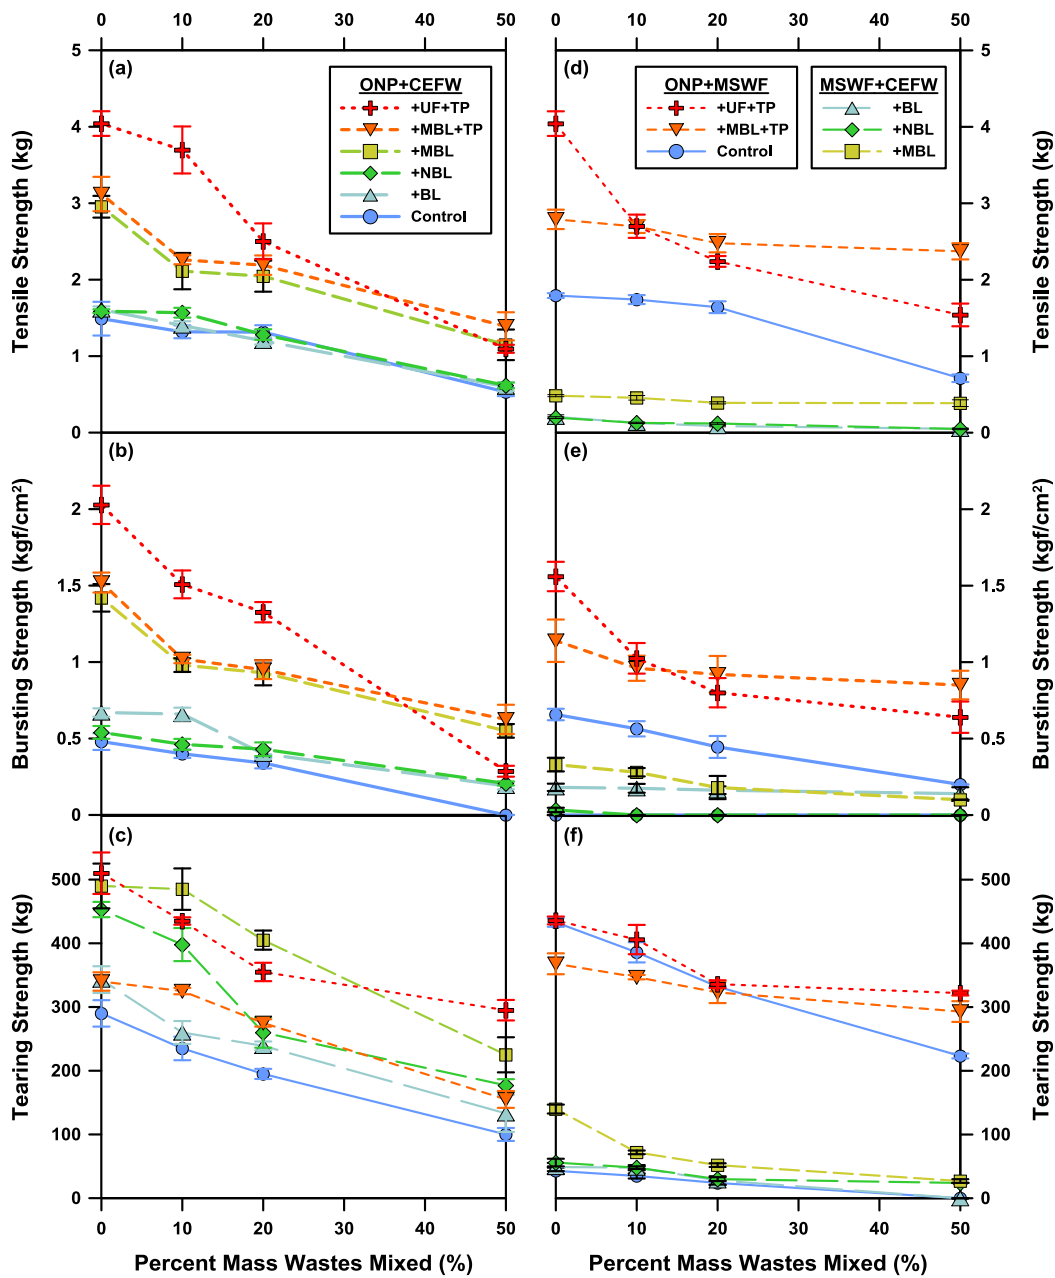 0 10 20 30 40 50
0 10 20 30 40 50
Tensile Strength (kg)
5
4
3
2
1
0
(a)
ONP+CEFW
+UF+TP
+MBL+TP
+MBL
+NBL
+BL
Control
(d)
ONP+MSWF
+UF+TP
+MBL+TP
Control
MSWF+CEFW
+BL
+NBL
+MBL
5
4
3
2
1
0
Tensile Strength (kg)
Bursting Strength (kgf/cm²)
2
1.5
1
0.5
0
(b)
(e)
2
1.5
1
0.5
0
Bursting Strength (kgf/cm²)
Tearing Strength (kg)
500
400
300
200
100
0
(c)
(f)
500
400
300
200
100
0
Tearing Strength (kg)
0 10 20 30 40 50
0 10 20 30 40 50
Percent Mass Wastes Mixed (%)
Percent Mass Wastes Mixed (%)